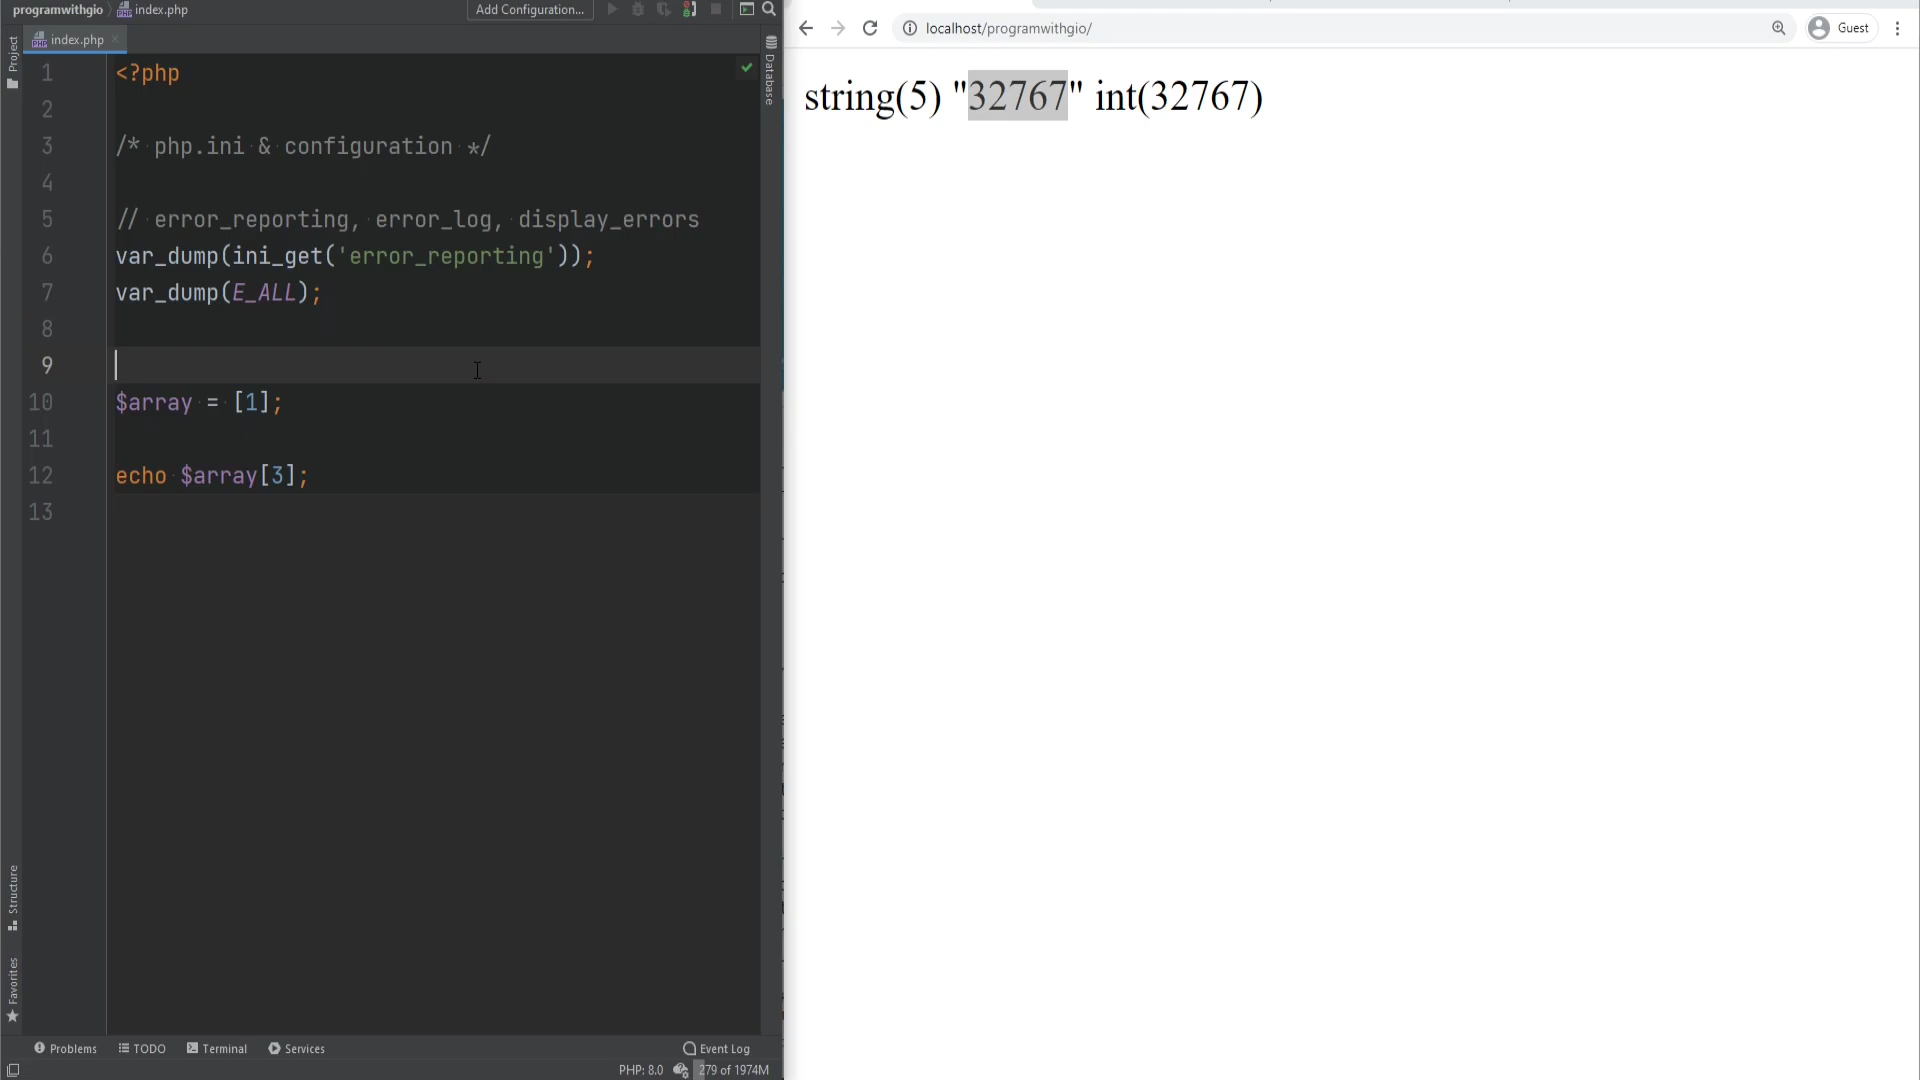 programwithgio
index.php
Add Configuration...
index.php
Project
Database
1 <?php
2
3 /* php.ini & configuration */
4
5 // error_reporting, error_log, display_errors
6 var_dump(ini_get('error_reporting'));
7 var_dump(E_ALL);
8
9
10 $array = [1];
11
12 echo $array[3];
13
Structure
Favorites
Problems
TODO
Terminal
Services
Event Log
PHP: 8.0
279 of 1974M
localhost/programwithgio/
Guest
string(5) "32767" int(32767)